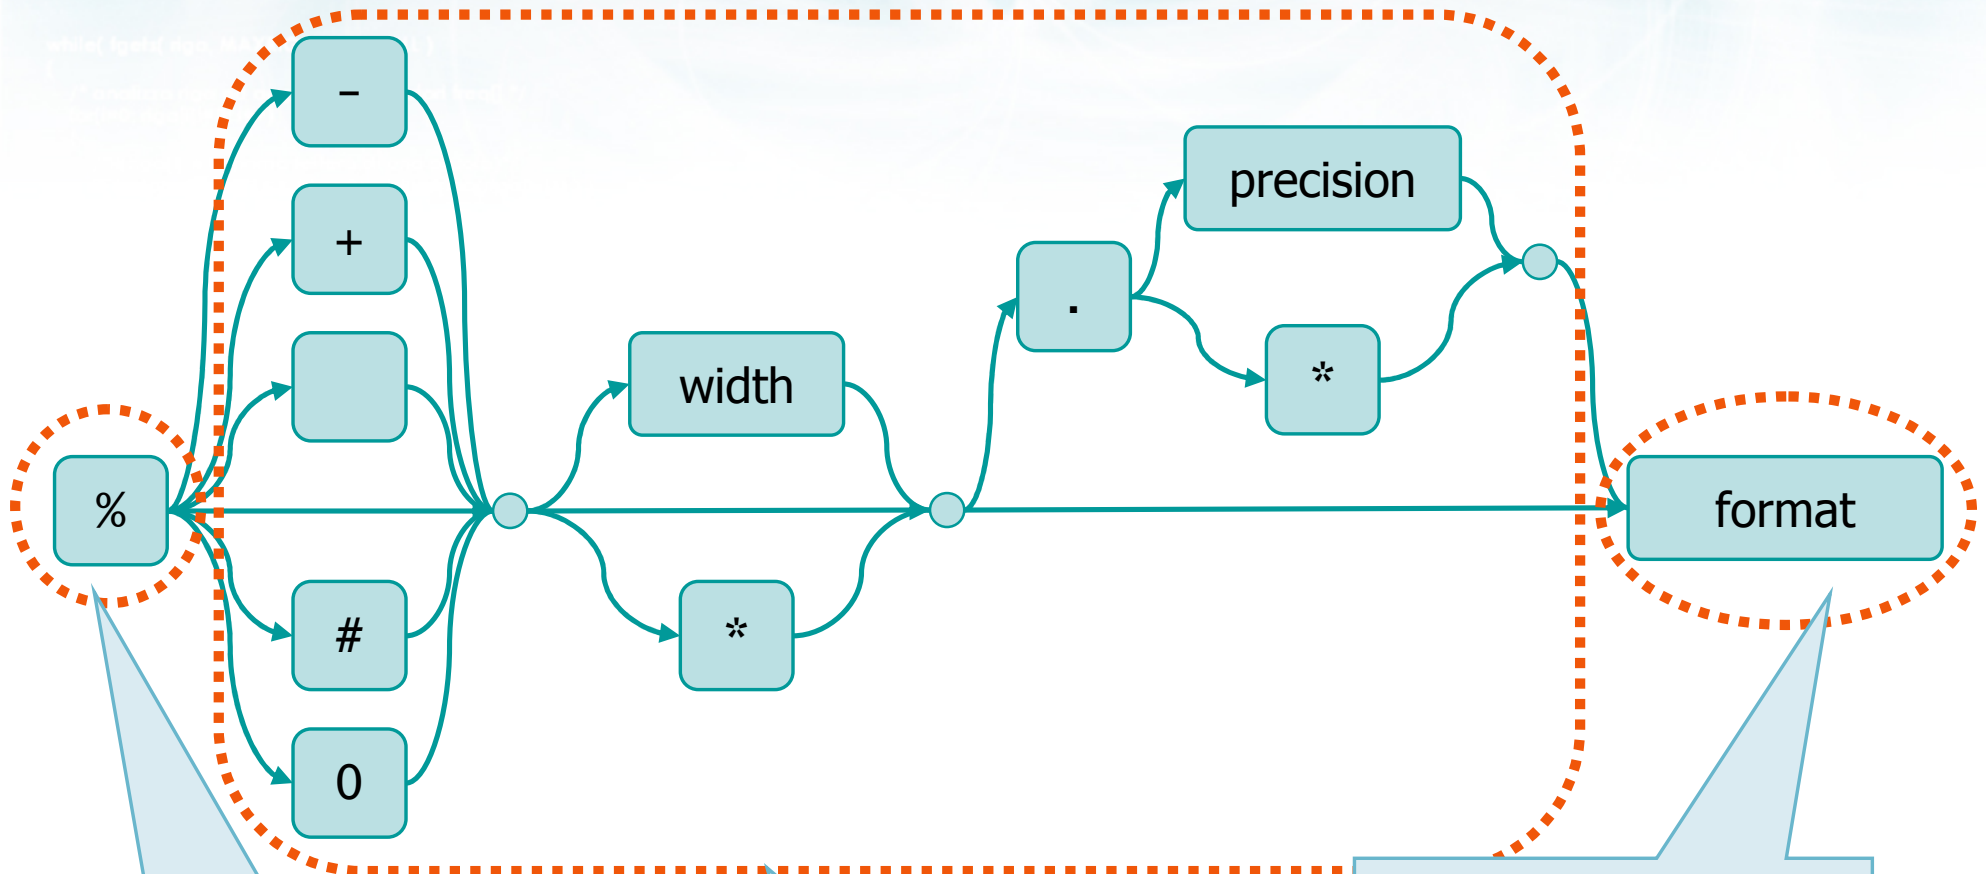 -
+
precision
.
width
*
%
format
#
*
0